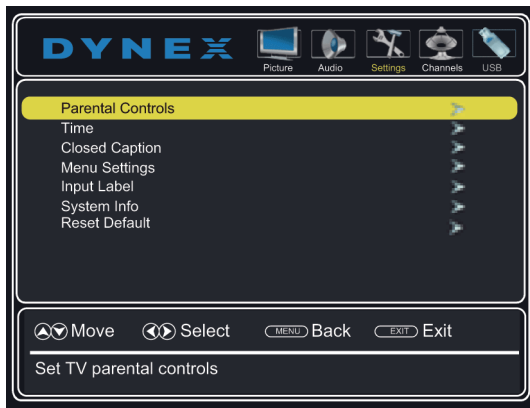 DYNEX
Picture Audio Settings Channels USB
Parental Controls
Time
Closed Caption
Menu Settings
Input Label
System Info
Reset Default
Move Select MENU Back EXIT Exit
Set TV parental controls